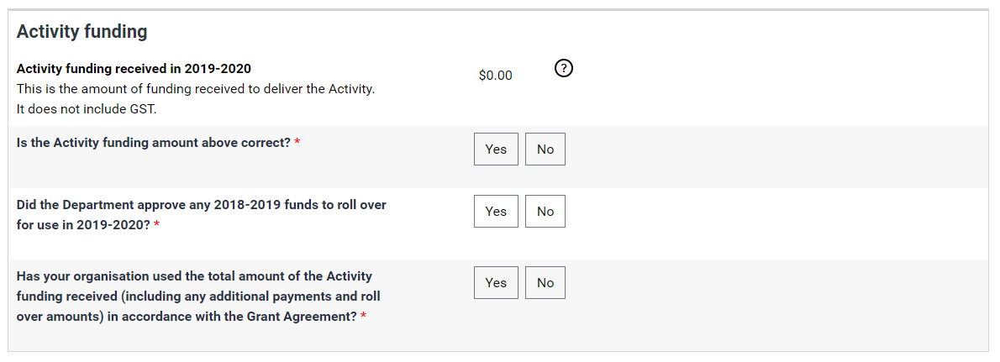 Activity funding
Activity funding received in 2019-2020
$0.00
?
This is the amount of funding received to deliver the Activity.
It does not include GST.
Is the Activity funding amount above correct? *
Yes
No
Did the Department approve any 2018-2019 funds to roll over
for use in 2019-2020? *
Yes
No
Has your organisation used the total amount of the Activity
funding received (including any additional payments and roll
over amounts) in accordance with the Grant Agreement? *
Yes
No